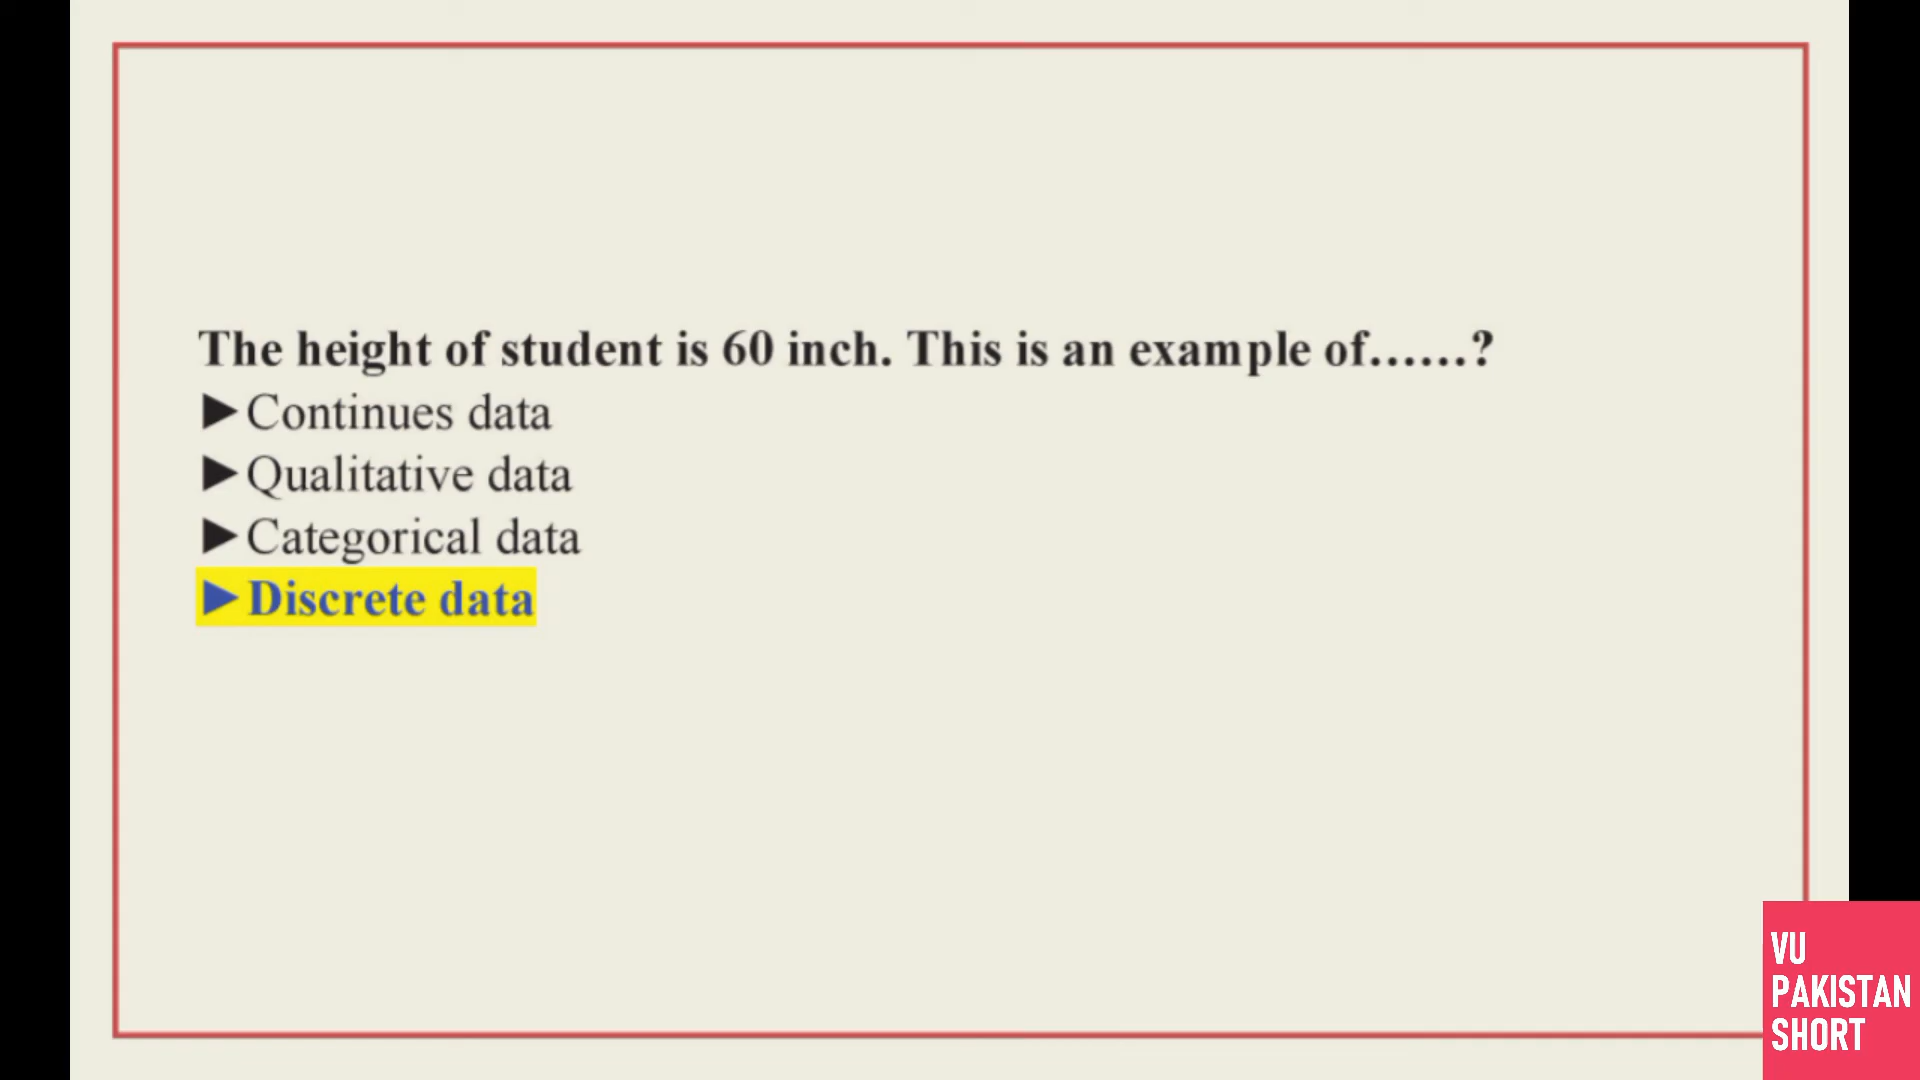 The height of student is 60 inch. This is an example of......?
►Continues data
►Qualitative data
►Categorical data
►Discrete data
VU
PAKISTAN
SHORT